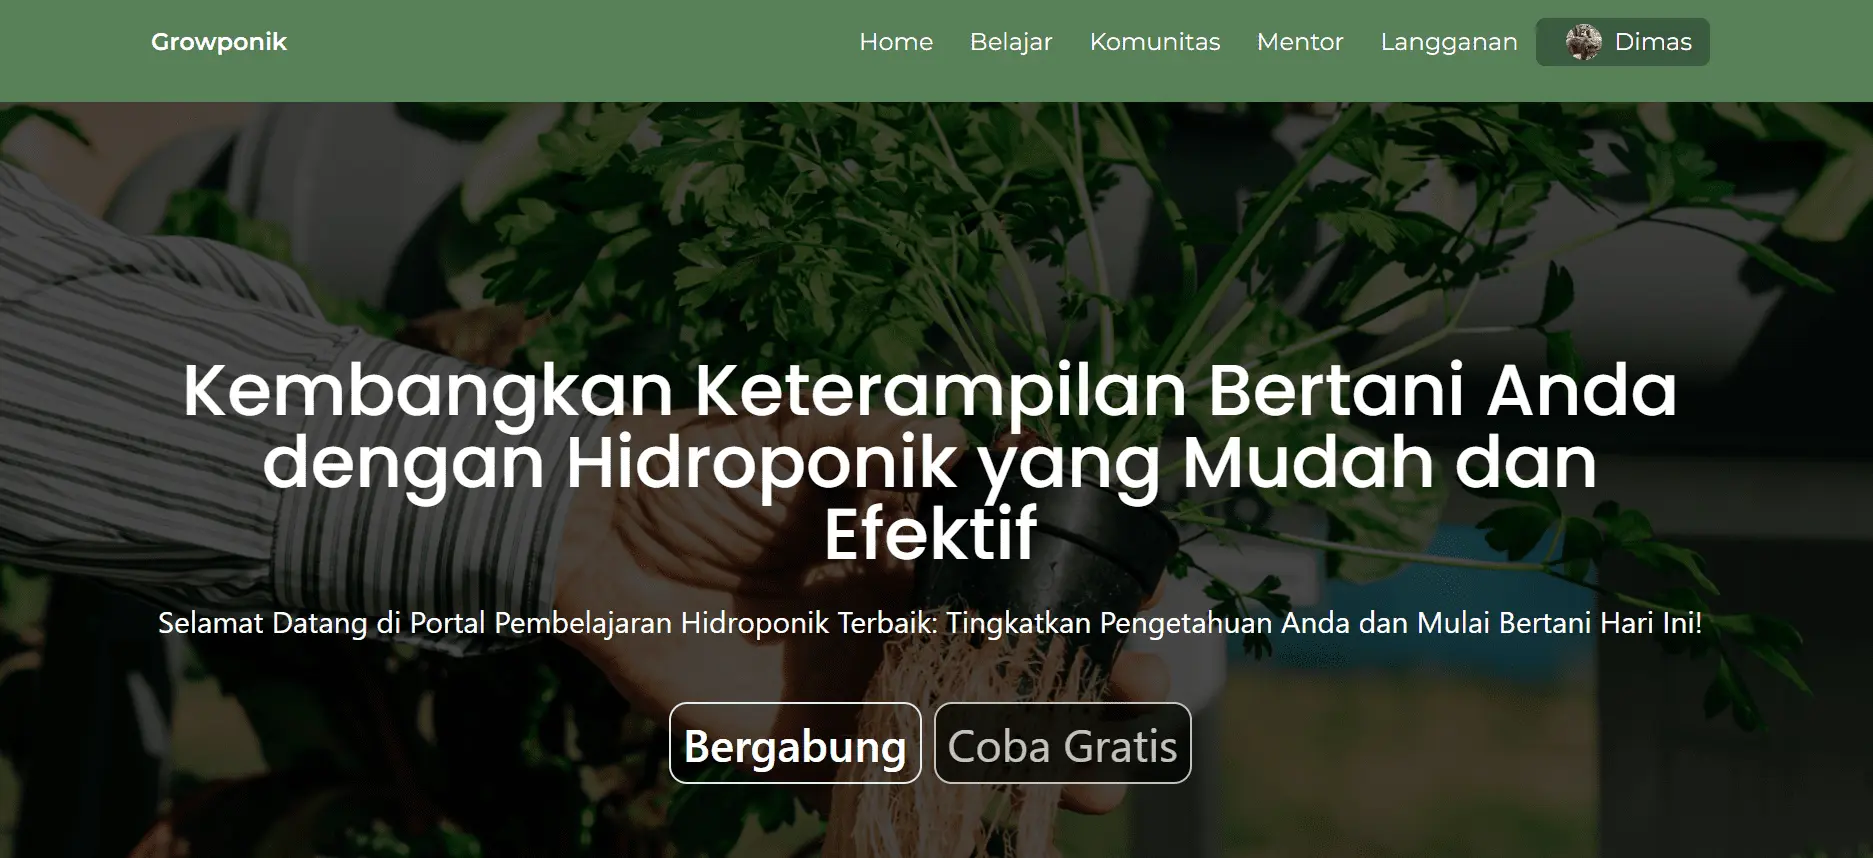 Growponik
Home Belajar Komunitas Mentor Langganan Dimas
Kembangkan Keterampilan Bertani Anda
dengan Hidroponik yang Mudah dan
Efektif
Selamat Datang di Portal Pembelajaran Hidroponik Terbaik: Tingkatkan Pengetahuan Anda dan Mulai Bertani Hari Ini!
Bergabung Coba Gratis